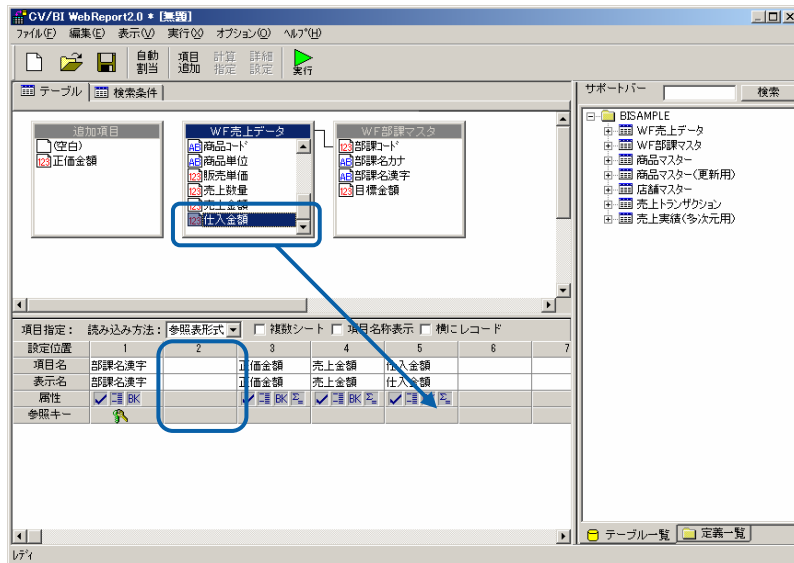 CV/BI WebReport2.0 * [無題]
ﾌｧｲﾙ(F) 編集(E) 表示(V) 実行(X) オプション(O) ﾍﾙﾌﾟ(H)
自動割当 項目追加 計算指定 詳細設定 実行
テーブル 検索条件
追加項目
(空白)
正価金額
WF売上データ
商品ｺｰﾄﾞ
商品単位
販売単価
売上数量
売上金額
仕入金額
WF部課マスタ
部課ｺｰﾄﾞ
部課名カナ
部課名漢字
目標金額
項目指定： 読み込み方法： 参照表形式 複数シート 項目名称表示 横にレコード
設定位置 1 2 3 4 5 6 7
項目名 部課名漢字 正価金額 売上金額 仕入金額
表示名 部課名漢字 正価金額 売上金額 仕入金額
属性 BK BK BK
参照キー
サポートバー 検索
BISAMPLE
WF売上データ
WF部課マスタ
商品マスター
商品マスター(更新用)
店舗マスター
売上トランザクション
売上実績(多次元用)
テーブル一覧 定義一覧
ﾚﾃﾞｨ